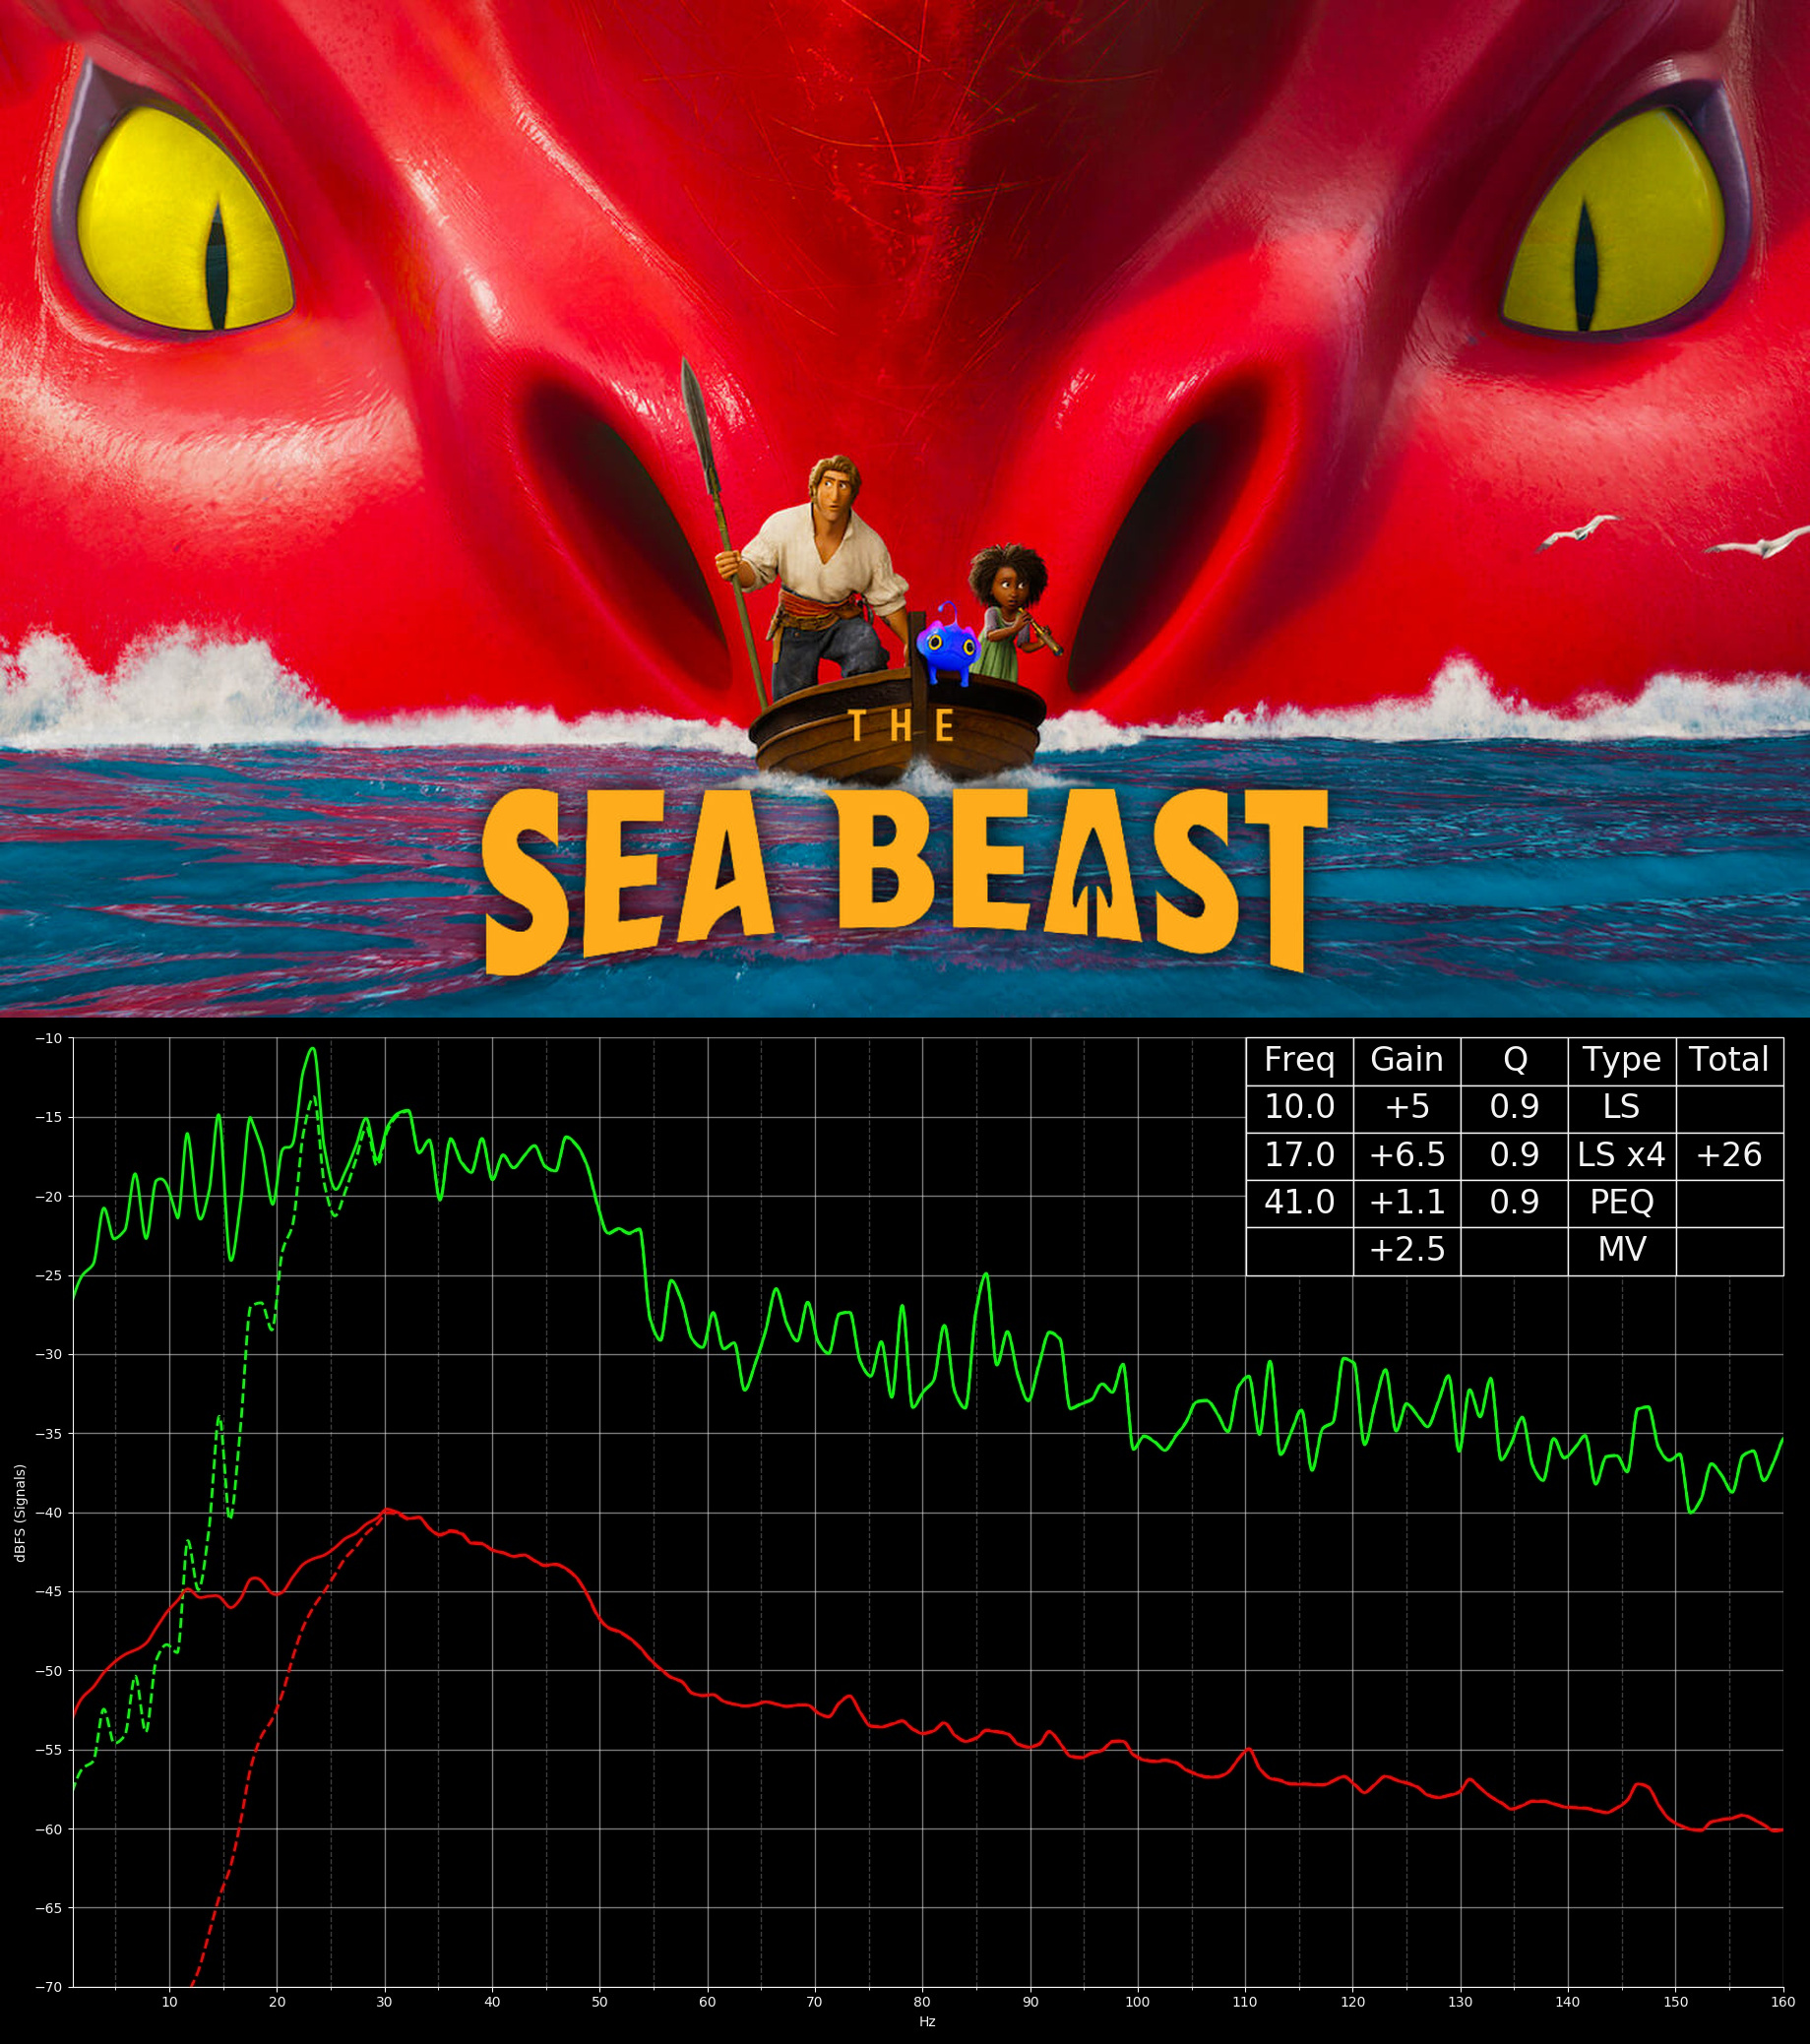 THE
SEA BEAST
Freq Gain Q Type Total
10.0 +5 0.9 LS
17.0 +6.5 0.9 LS x4 +26
41.0 +1.1 0.9 PEQ
+2.5 MV
−10
−15
−20
−25
−30
−35
−40
−45
−50
−55
−60
−65
−70
dBFS (Signals)
10 20 30 40 50 60 70 80 90 100 110 120 130 140 150 160
Hz